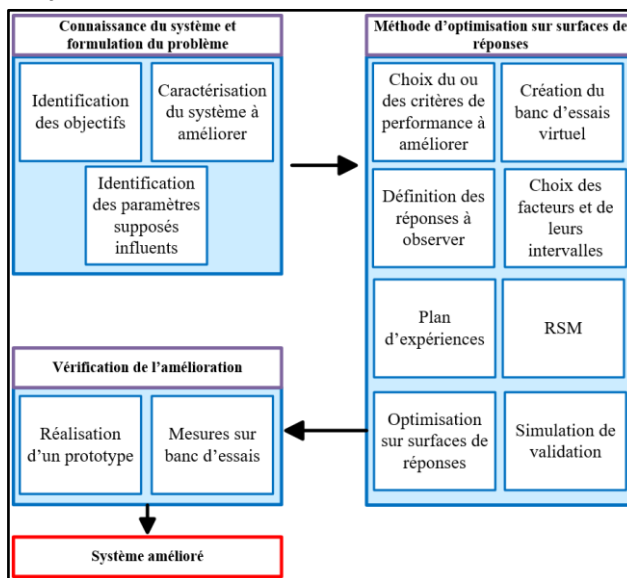 Connaissance du système et
formulation du problème
Identification
des objectifs
Caractérisation
du système à
améliorer
Identification
des paramètres
supposés
influents
Méthode d'optimisation sur surfaces de
réponses
Choix du ou
des critères de
performance à
améliorer
Création du
banc d'essais
virtuel
Définition des
réponses à
observer
Choix des
facteurs et de
leurs
intervalles
Plan
d'expériences
RSM
Optimisation
sur surfaces de
réponses
Simulation de
validation
Vérification de l'amélioration
Réalisation
d'un prototype
Mesures sur
banc d'essais
Système amélioré